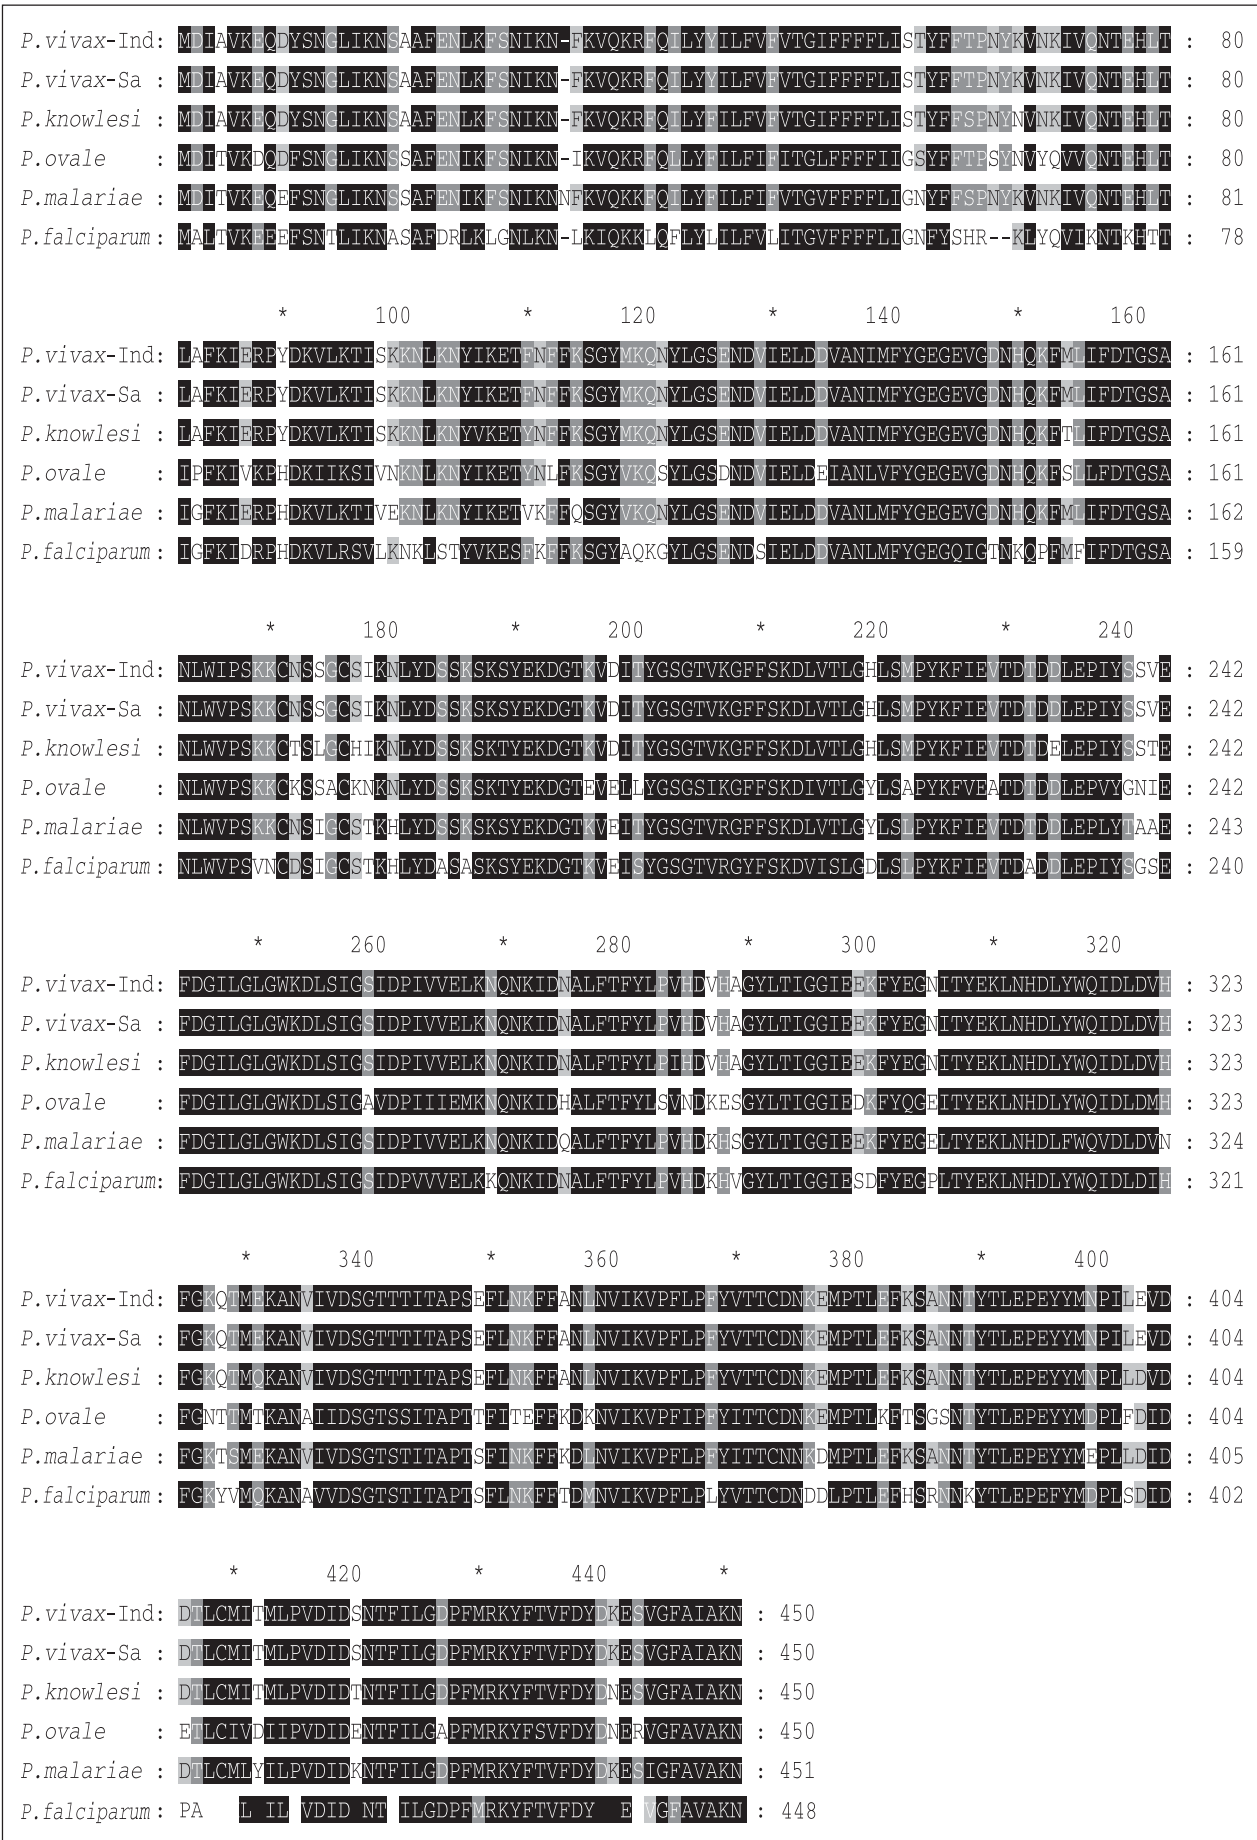 P.vivax-Ind: MDIAVKEQDYSNGLIKNSAAFENLKFSNIKN-FKVQKRFQILYYILFVFVTGIFFFFLISTYFFTPNYKVNKIVQNTEHLT : 80
P.vivax-Sa : MDIAVKEQDYSNGLIKNSAAFENLKFSNIKN-FKVQKRFQILYYILFVFVTGIFFFFLISTYFFTPNYKVNKIVQNTEHLT : 80
P.knowlesi : MDIAVKEQDYSNGLIKNSAAFENLKFSNIKN-FKVQKRFQILYFILFVFVTGIFFFFLISTYFFSPNYNVNKIVQNTEHLT : 80
P.ovale : MDITVKDQDFSNGLIKNSSAFENIKFSNIKN-IKVQKRFQLLYFILFIFITGLFFFFIIGSYFFTPSYNVYQVVQNTEHLT : 80
P.malariae : MDITVKEQEFSNGLIKNSSAFENIKFSNIKNNFKVQKKFQILYFILFIFVTGVFFFFLIGNYFFSPNYKVNKIVQNTEHLT : 81
P.falciparum: MALTVKEEEFSNTLIKNASAFDRLKLGNLKN-LKIQKKLQFLYLILFVLITGVFFFFLIGNFYSHR--KLYQVIKNTKHTT : 78
* 100 * 120 * 140 * 160
P.vivax-Ind: LAFKIERPYDKVLKTISKKNLKNYIKETFNFFKSGYMKQNYLGSENDVIELDDVANIMFYGEGEVGDNHQKFMLIFDTGSA : 161
P.vivax-Sa : LAFKIERPYDKVLKTISKKNLKNYIKETFNFFKSGYMKQNYLGSENDVIELDDVANIMFYGEGEVGDNHQKFMLIFDTGSA : 161
P.knowlesi : LAFKIERPYDKVLKTISKKNLKNYVKETYNFFKSGYMKQNYLGSENDVIELDDVANIMFYGEGEVGDNHQKFTLIFDTGSA : 161
P.ovale : IPFKIVKPHDKIIKSIVNKNLKNYIKETYNLFKSGYVKQSYLGSDNDVIELDEIANLVFYGEGEVGDNHQKFSLLFDTGSA : 161
P.malariae : IGFKIERPHDKVLKTIVEKNLKNYIKETVKFFQSGYVKQNYLGSENDVIELDDVANLMFYGEGEVGDNHQKFMLIFDTGSA : 162
P.falciparum: IGFKIDRPHDKVLRSVLKNKLSTYVKESFKFFKSGYAQKGYLGSENDSIELDDVANLMFYGEGQIGTNKQPFMFIFDTGSA : 159
* 180 * 200 * 220 * 240
P.vivax-Ind: NLWIPSKKCNSSGCSIKNLYDSSKSKSYEKDGTKVDITYGSGTVKGFFSKDLVTLGHLSMPYKFIEVTDTDDLEPIYSSVE : 242
P.vivax-Sa : NLWVPSKKCNSSGCSIKNLYDSSKSKSYEKDGTKVDITYGSGTVKGFFSKDLVTLGHLSMPYKFIEVTDTDDLEPIYSSVE : 242
P.knowlesi : NLWVPSKKCTSLGCHIKNLYDSSKSKTYEKDGTKVDITYGSGTVKGFFSKDLVTLGHLSMPYKFIEVTDTDELEPIYSSTE : 242
P.ovale : NLWVPSKKCKSSACKNKNLYDSSKSKTYEKDGTEVELLYGSGSIKGFFSKDIVTLGYLSAPYKFVEATDTDDLEPVYGNIE : 242
P.malariae : NLWVPSKKCNSIGCSTKHLYDSSKSKSYEKDGTKVEITYGSGTVRGFFSKDLVTLGYLSLPYKFIEVTDTDDLEPLYTAAE : 243
P.falciparum: NLWVPSVNCDSIGCSTKHLYDASASKSYEKDGTKVEISYGSGTVRGYFSKDVISLGDLSLPYKFIEVTDADDLEPIYSGSE : 240
* 260 * 280 * 300 * 320
P.vivax-Ind: FDGILGLGWKDLSIGSIDPIVVELKNQNKIDNALFTFYLPVHDVHAGYLTIGGIEEKFYEGNITYEKLNHDLYWQIDLDVH : 323
P.vivax-Sa : FDGILGLGWKDLSIGSIDPIVVELKNQNKIDNALFTFYLPVHDVHAGYLTIGGIEEKFYEGNITYEKLNHDLYWQIDLDVH : 323
P.knowlesi : FDGILGLGWKDLSIGSIDPIVVELKNQNKIDNALFTFYLPIHDVHAGYLTIGGIEEKFYEGNITYEKLNHDLYWQIDLDVH : 323
P.ovale : FDGILGLGWKDLSIGAVDPIIIEMKNQNKIDHALFTFYLSVNDKESGYLTIGGIEDKFYQGEITYEKLNHDLYWQIDLDMH : 323
P.malariae : FDGILGLGWKDLSIGSIDPIVVELKNQNKIDQALFTFYLPVHDKHSGYLTIGGIEEKFYEGELTYEKLNHDLFWQVDLDVN : 324
P.falciparum: FDGILGLGWKDLSIGSIDPVVVELKKQNKIDNALFTFYLPVHDKHVGYLTIGGIESDFYEGPLTYEKLNHDLYWQIDLDIH : 321
* 340 * 360 * 380 * 400
P.vivax-Ind: FGKQTMEKANVIVDSGTTTITAPSEFLNKFFANLNVIKVPFLPFYVTTCDNKEMPTLEFKSANNTYTLEPEYYMNPILEVD : 404
P.vivax-Sa : FGKQTMEKANVIVDSGTTTITAPSEFLNKFFANLNVIKVPFLPFYVTTCDNKEMPTLEFKSANNTYTLEPEYYMNPILEVD : 404
P.knowlesi : FGKQTMQKANVIVDSGTTTITAPSEFLNKFFANLNVIKVPFLPFYVTTCDNKEMPTLEFKSANNTYTLEPEYYMNPLLDVD : 404
P.ovale : FGNTTMTKANAIIDSGTSSITAPTTFITEFFKDKNVIKVPFIPFYITTCDNKEMPTLKFTSGSNTYTLEPEYYMDPLFDID : 404
P.malariae : FGKTSMEKANVIVDSGTSTITAPTSFINKFFKDLNVIKVPFLPFYITTCNNKDMPTLEFKSANNTYTLEPEYYMEPLLDID : 405
P.falciparum: FGKYVMQKANAVVDSGTSTITAPTSFLNKFFTDMNVIKVPFLPLYVTTCDNDDLPTLEFHSRNNKYTLEPEFYMDPLSDID : 402
* 420 * 440 *
P.vivax-Ind: DTLCMITMLPVDIDSNTFILGDPFMRKYFTVFDYDKESVGFAIAKN : 450
P.vivax-Sa : DTLCMITMLPVDIDSNTFILGDPFMRKYFTVFDYDKESVGFAIAKN : 450
P.knowlesi : DTLCMITMLPVDIDTNTFILGDPFMRKYFTVFDYDNESVGFAIAKN : 450
P.ovale : ETLCIVDIIPVDIDENTFILGAPFMRKYFSVFDYDNERVGFAVAKN : 450
P.malariae : DTLCMLYILPVDIDKNTFILGDPFMRKYFTVFDYDKESIGFAVAKN : 451
P.falciparum: PA L IL VDID NT ILGDPFMRKYFTVFDY E VGFAVAKN : 448